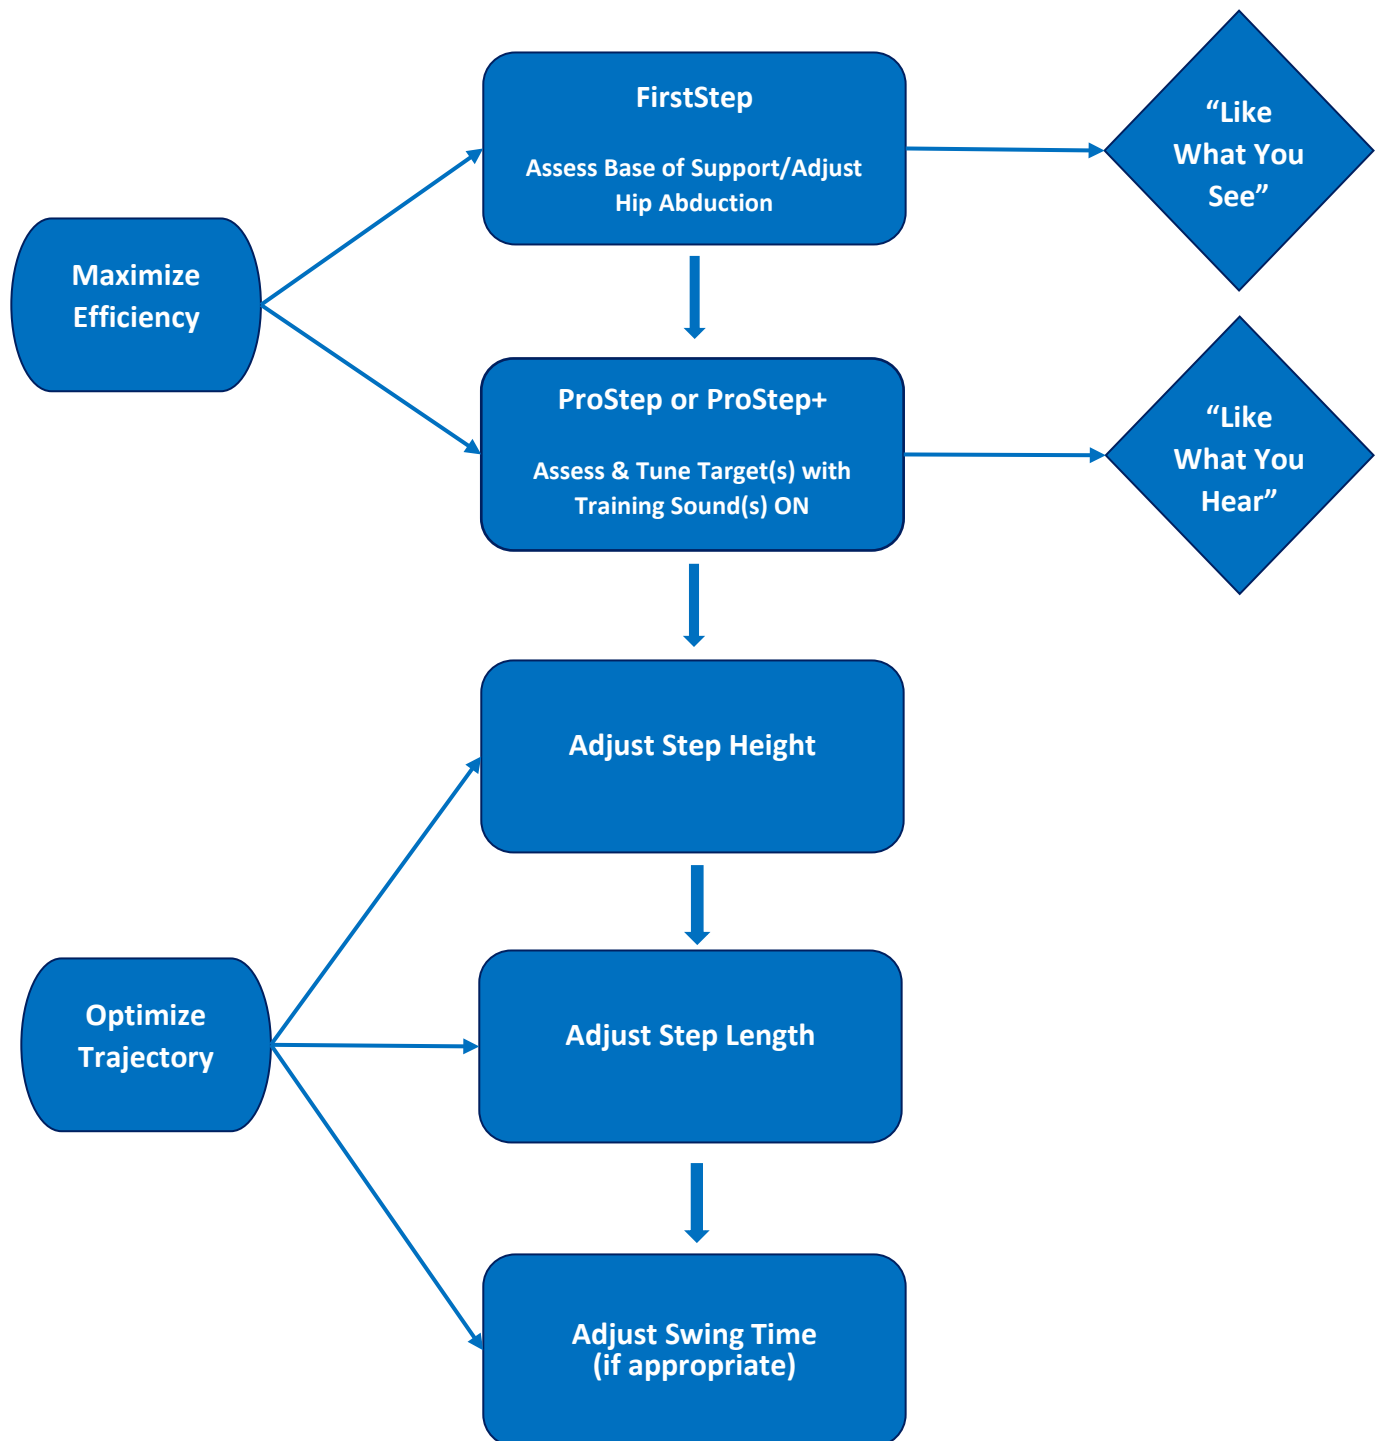 FirstStep
Assess Base of Support/Adjust
Hip Abduction
“Like
What You
See”
Maximize
Efficiency
ProStep or ProStep+
Assess & Tune Target(s) with
Training Sound(s) ON
“Like
What You
Hear”
Adjust Step Height
Optimize
Trajectory
Adjust Step Length
Adjust Swing Time
(if appropriate)